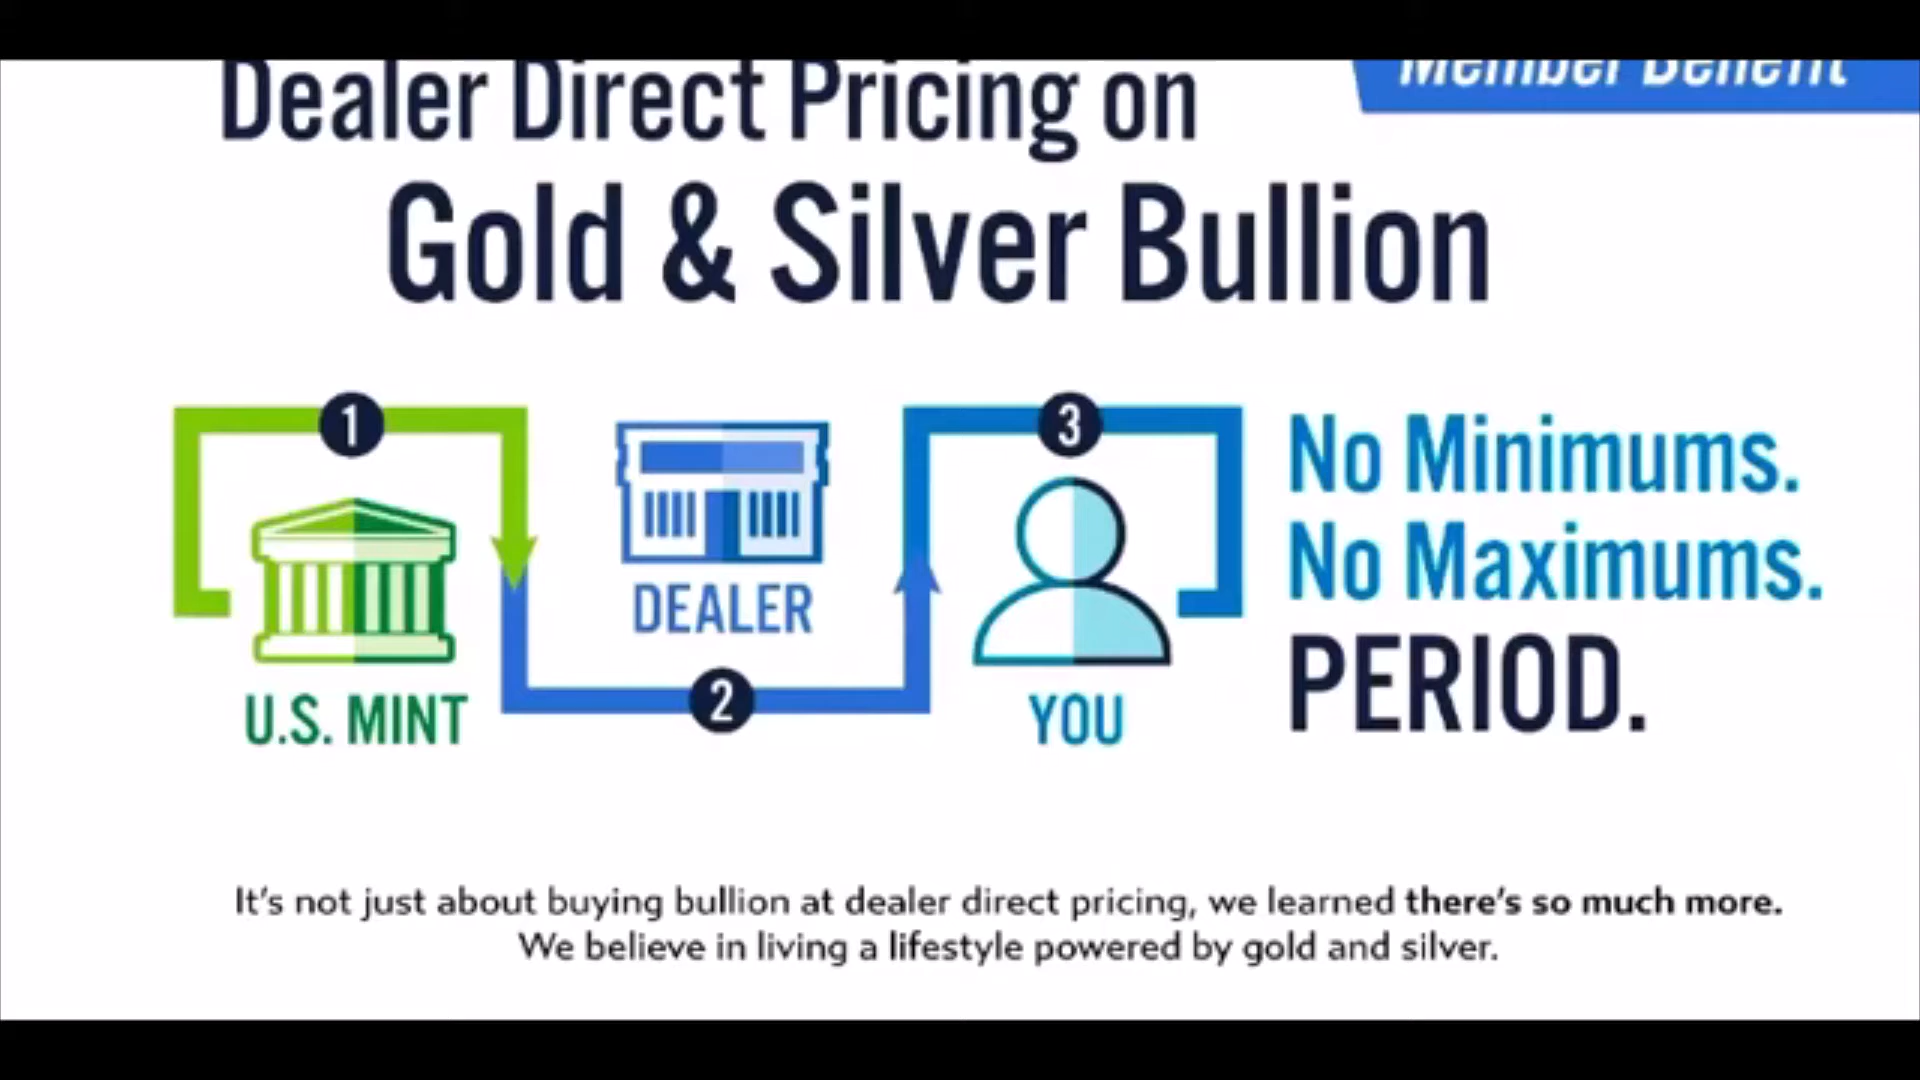 Dealer Direct Pricing on
Member Benefit
Gold & Silver Bullion
1
3
No Minimums.
No Maximums.
DEALER
PERIOD.
2
U.S. MINT
YOU
It's not just about buying bullion at dealer direct pricing, we learned there's so much more.
We believe in living a lifestyle powered by gold and silver.